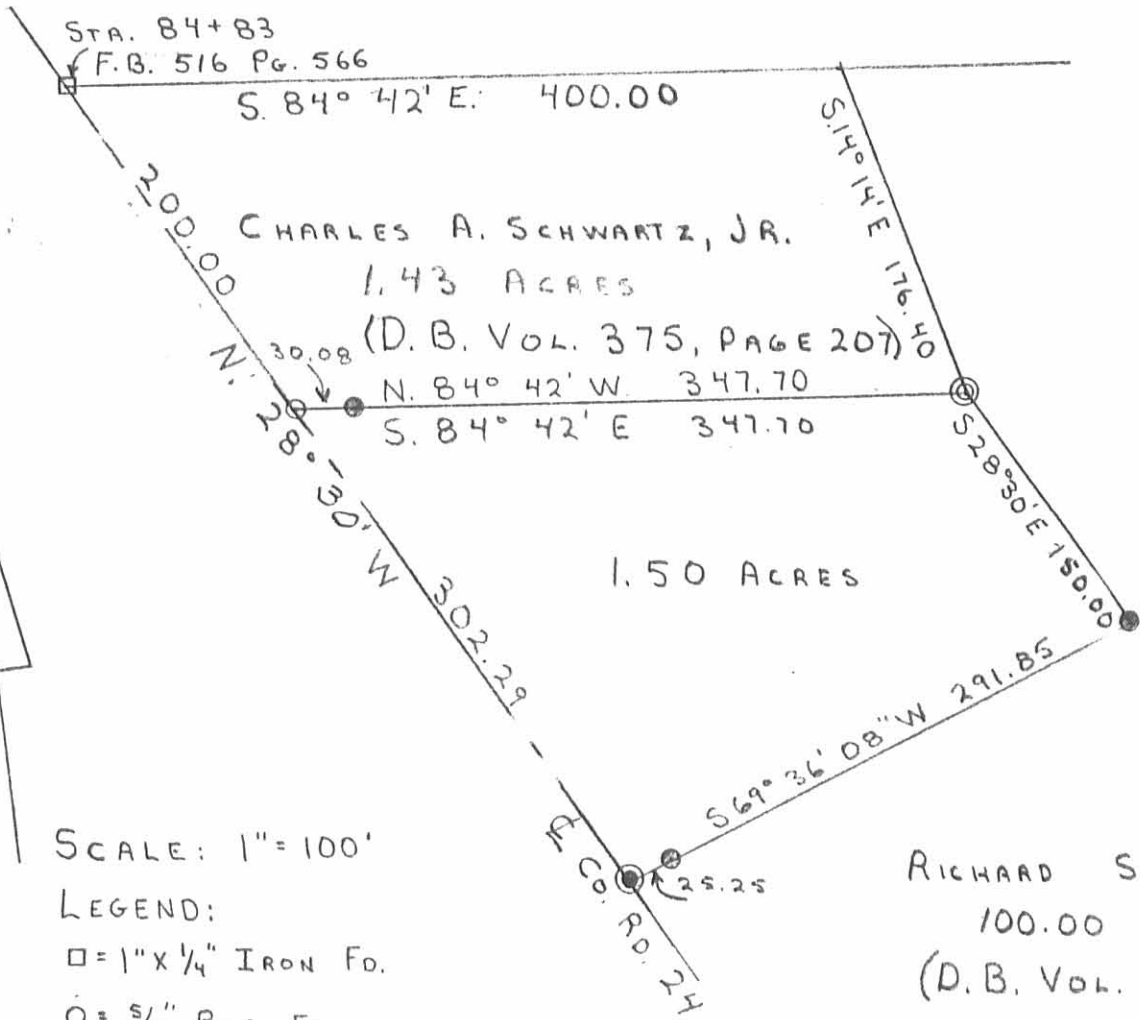 STA. 84+83
F.B. 516 PG. 566
S. 84° 42' E. 400.00
S. 14° 14' E 176.40
200.00
CHARLES A. SCHWARTZ, JR.
1.43 ACRES
(D. B. VOL. 375, PAGE 207)
30.08
N. 84° 42' W. 347.70
S. 84° 42' E 347.70
N. 28° 30' W 302.29
S 28° 30' E 150.00
1.50 ACRES
S 69° 36' 08" W 291.85
25.25
CO. RD. 24
SCALE: 1" = 100'
LEGEND:
□ = 1" X 1/4" IRON FD.
RICHARD S
100.00
(D. B. VOL.